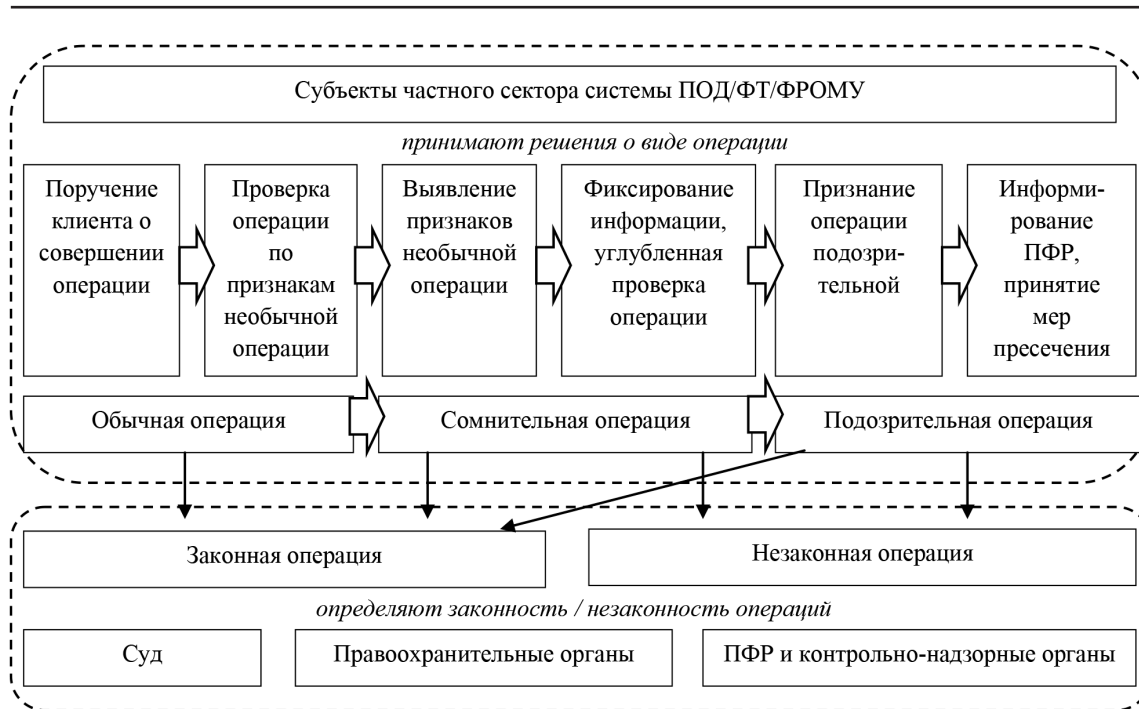 Субъекты частного сектора системы ПОД/ФТ/ФРОМУ
принимают решения о виде операции
Поручение
клиента о
совершении
операции
Проверка
операции
по
признакам
необычной
операции
Выявление
признаков
необычной
операции
Фиксирование
информации,
углубленная
проверка
операции
Признание
операции
подозри-
тельной
Информи-
рование
ПФР,
принятие
мер
пресечения
Обычная операция
Сомнительная операция
Подозрительная операция
Законная операция
Незаконная операция
определяют законность / незаконность операций
Суд
Правоохранительные органы
ПФР и контрольно-надзорные органы